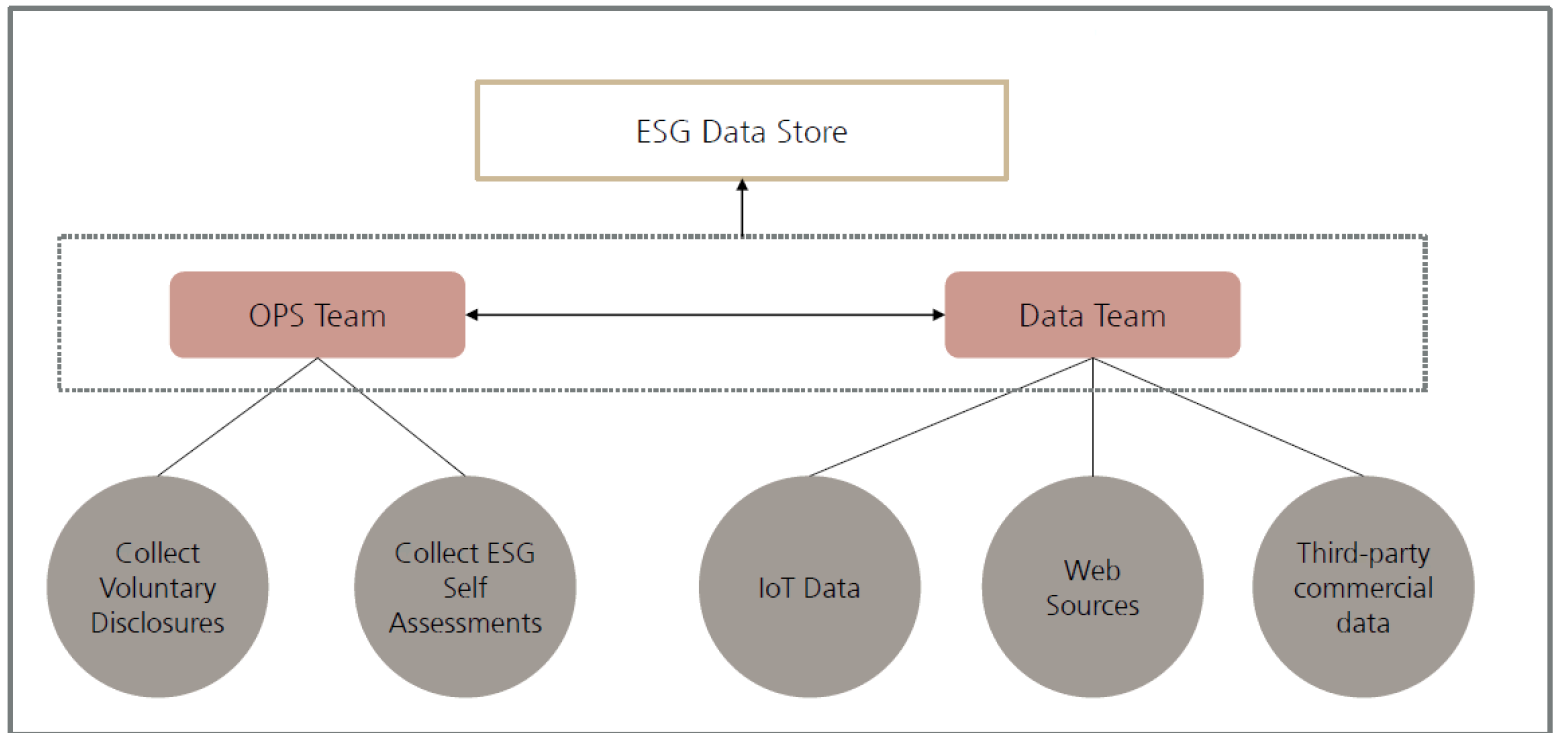 ESG Data Store
OPS Team
Data Team
Collect
Voluntary
Disclosures
Collect ESG
Self
Assessments
IoT Data
Web
Sources
Third-party
commercial
data